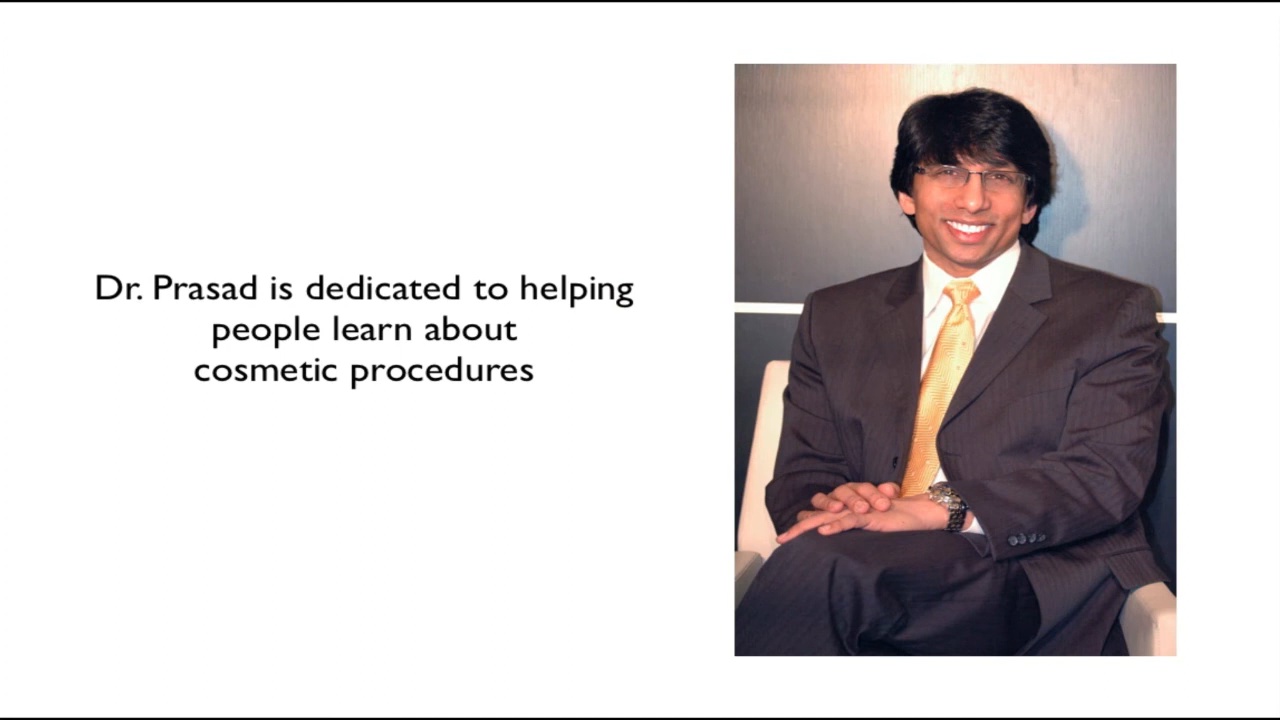 Dr. Prasad is dedicated to helping
people learn about
cosmetic procedures